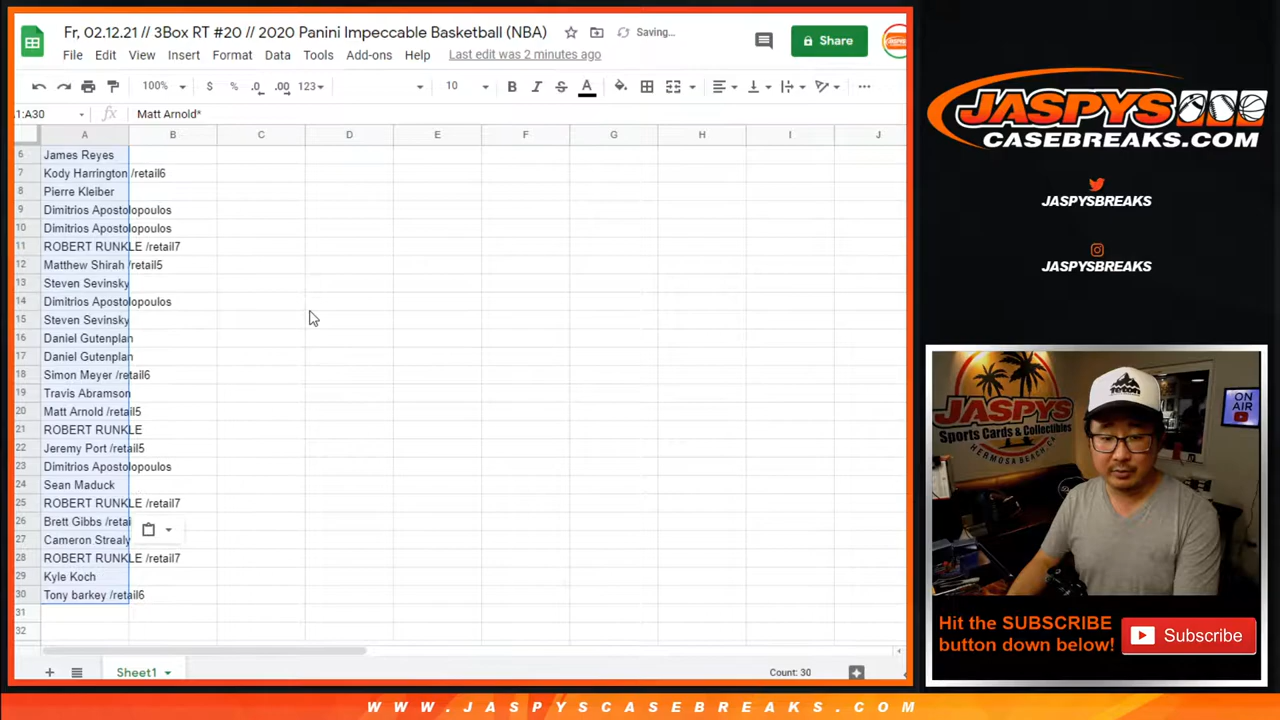 Fr, 02.12.21 // 3Box RT #20 // 2020 Panini Impeccable Basketball (NBA)
Saving...
File Edit View Insert Format Data Tools Add-ons Help Last edit was 2 minutes ago
Share
100% $ % .0 .00 123 10 B I S A
1:A30 fx Matt Arnold*
A B C D E F G H I J
6 James Reyes
7 Kody Harrington /retail6
8 Pierre Kleiber
9 Dimitrios Apostolopoulos
10 Dimitrios Apostolopoulos
11 ROBERT RUNKLE /retail7
12 Matthew Shirah /retail5
13 Steven Sevinsky
14 Dimitrios Apostolopoulos
15 Steven Sevinsky
16 Daniel Gutenplan
17 Daniel Gutenplan
18 Simon Meyer /retail6
19 Travis Abramson
20 Matt Arnold /retail5
21 ROBERT RUNKLE
22 Jeremy Port /retail5
23 Dimitrios Apostolopoulos
24 Sean Maduck
25 ROBERT RUNKLE /retail7
26 Brett Gibbs /retai
27 Cameron Strealy
28 ROBERT RUNKLE /retail7
29 Kyle Koch
30 Tony barkey /retail6
31
32
Sheet1
Count: 30
JASPYS
CASEBREAKS.COM
JASPYSBREAKS
JASPYSBREAKS
JASPYS
Sports Cards & Collectibles
HERMOSA BEACH, CA
teton
ON
AIR
Hit the SUBSCRIBE
button down below!
Subscribe
WWW.JASPYSCASEBREAKS.COM